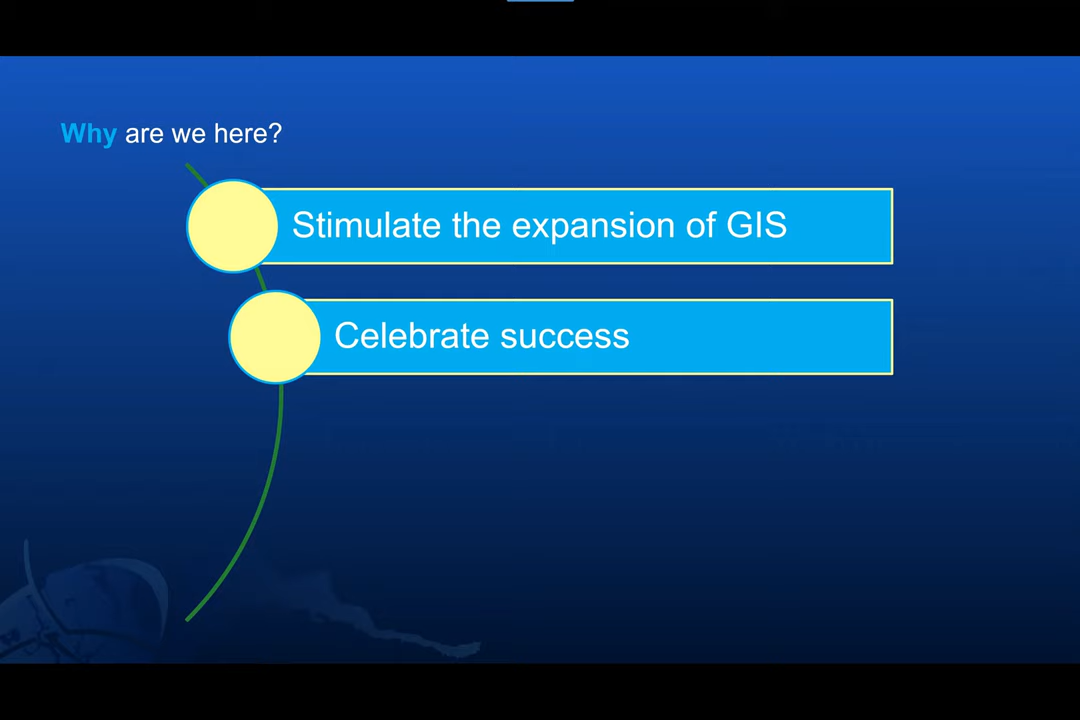 Why are we here?
Stimulate the expansion of GIS
Celebrate success